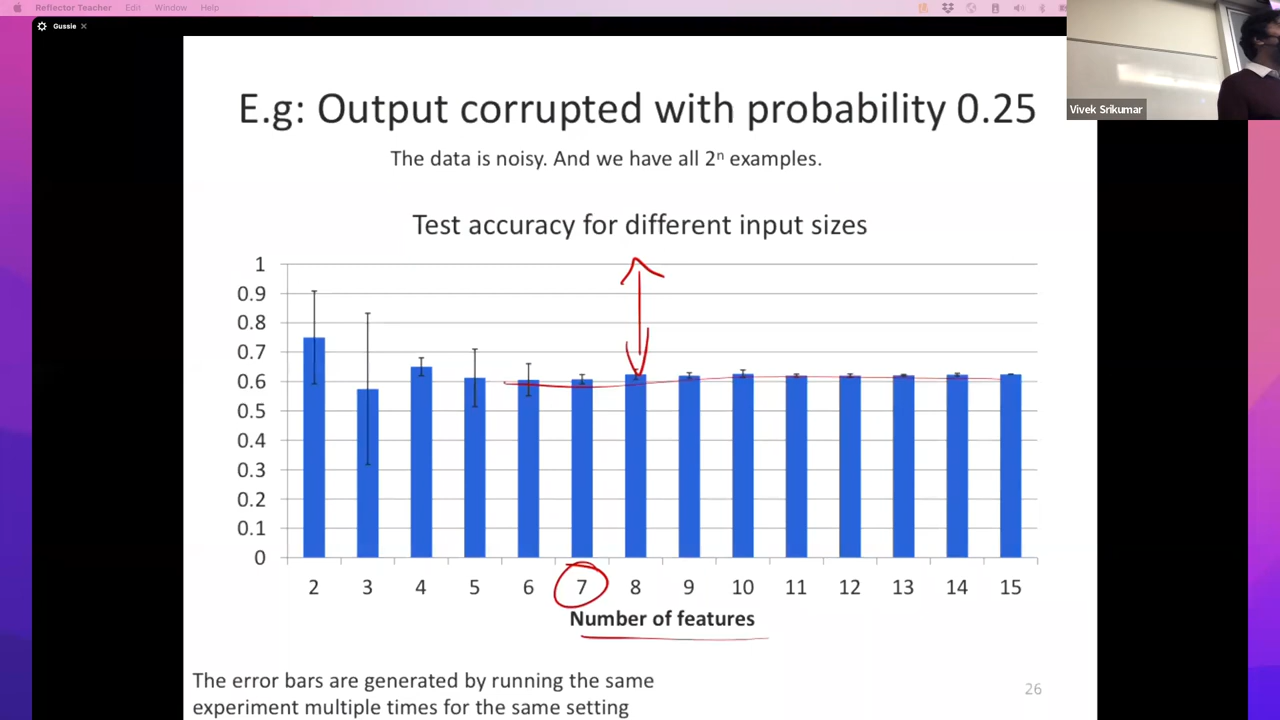 Reflector Teacher Edit Window Help
Gussie
Vivek Srikumar
E.g: Output corrupted with probability 0.25
The data is noisy. And we have all 2ⁿ examples.
Test accuracy for different input sizes
1
0.9
0.8
0.7
0.6
0.5
0.4
0.3
0.2
0.1
0
2 3 4 5 6 7 8 9 10 11 12 13 14 15
Number of features
The error bars are generated by running the same
experiment multiple times for the same setting
26